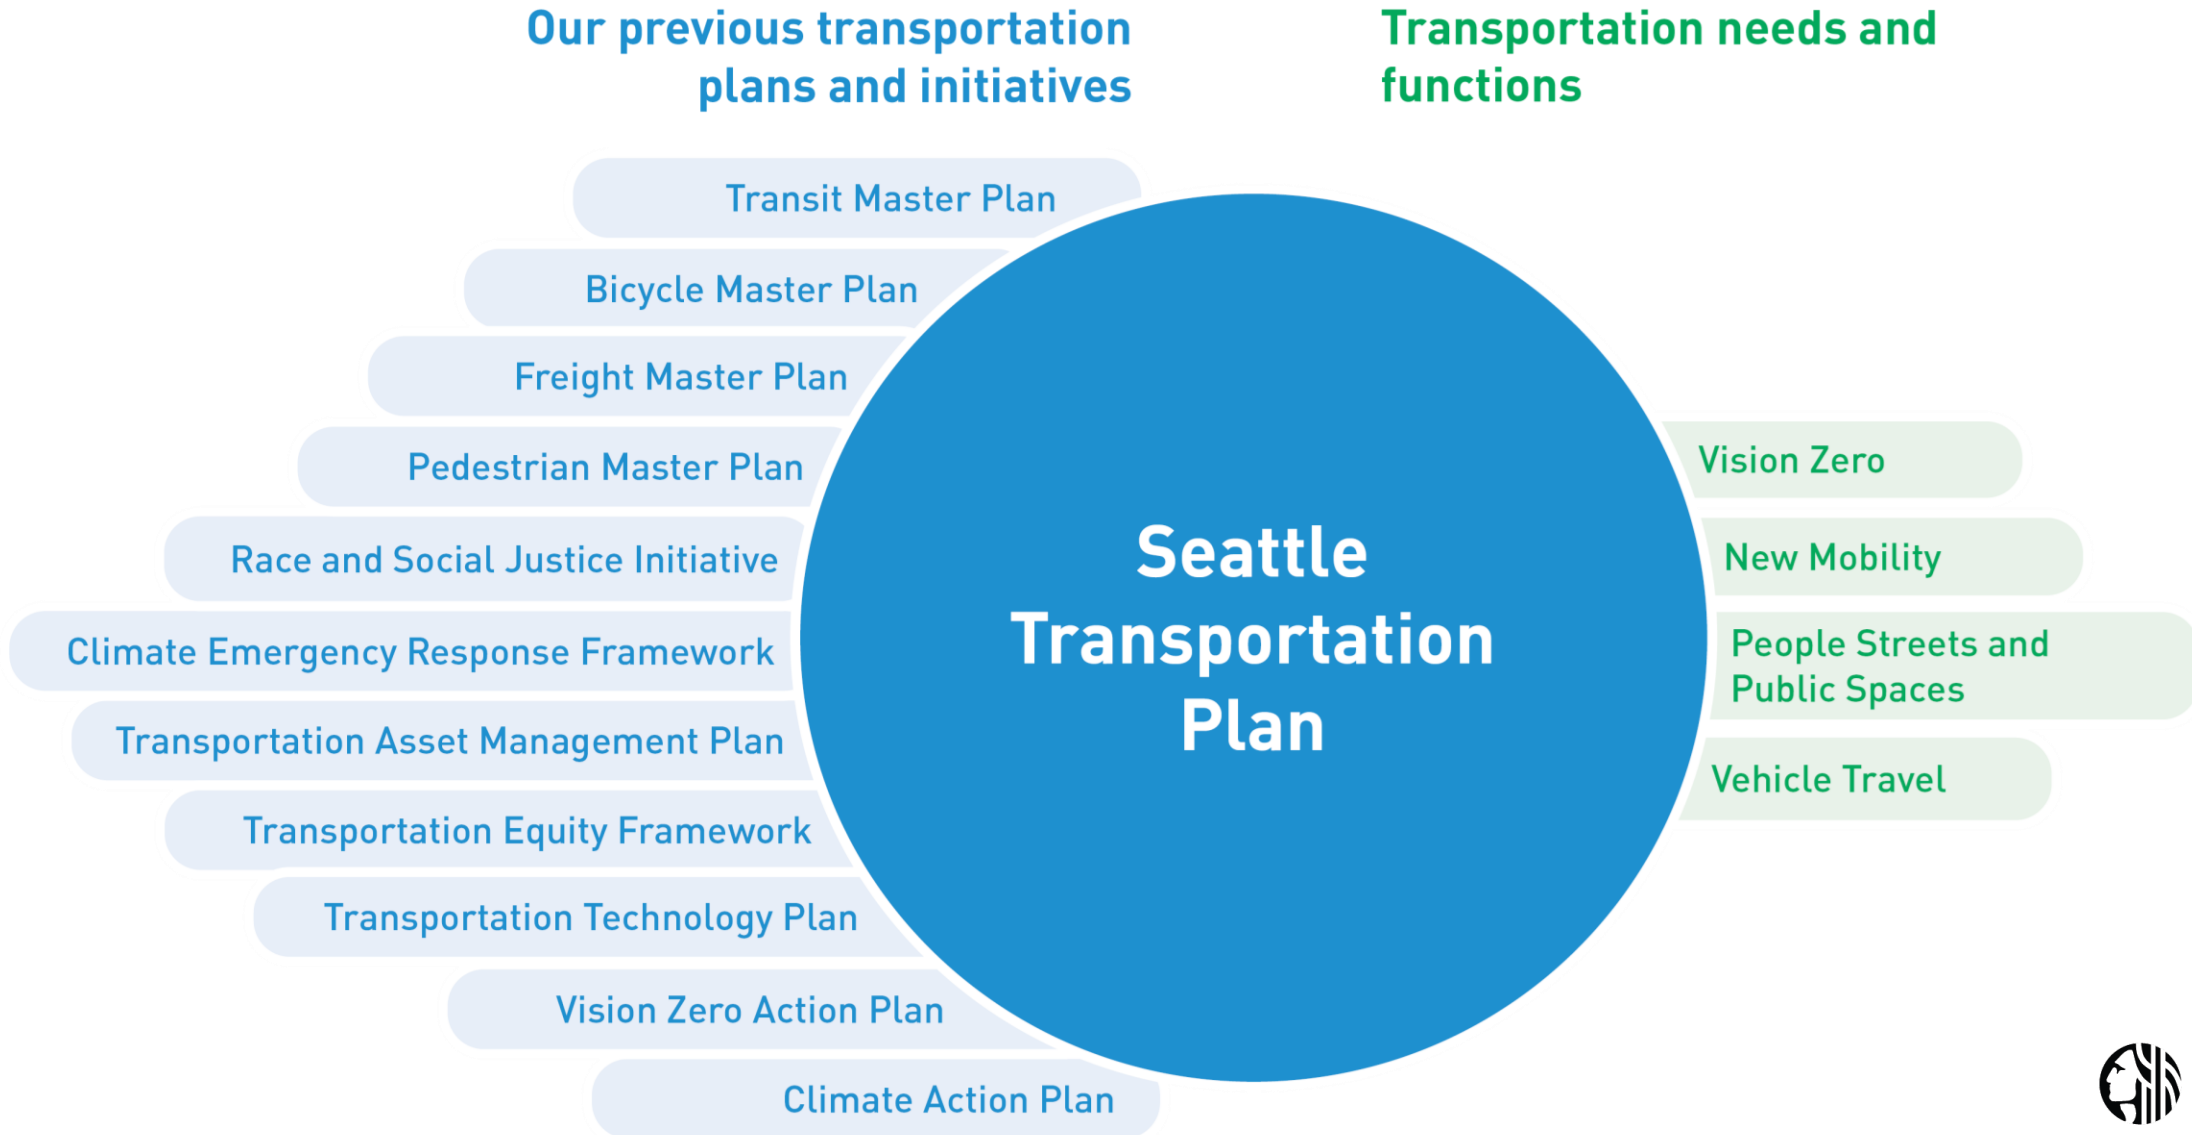 Our previous transportation
plans and initiatives
Transportation needs and
functions
Transit Master Plan
Bicycle Master Plan
Freight Master Plan
Pedestrian Master Plan
Race and Social Justice Initiative
Climate Emergency Response Framework
Transportation Asset Management Plan
Transportation Equity Framework
Transportation Technology Plan
Vision Zero Action Plan
Climate Action Plan
Seattle
Transportation
Plan
Vision Zero
New Mobility
People Streets and
Public Spaces
Vehicle Travel